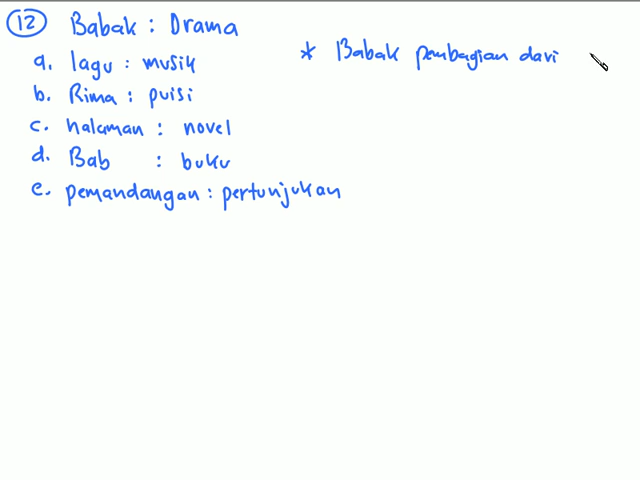 12 Babak : Drama
* Babak pembagian dari
a. lagu : musik
b. Rima : puisi
c. halaman : novel
d. Bab : buku
e. pemandangan : pertunjukan